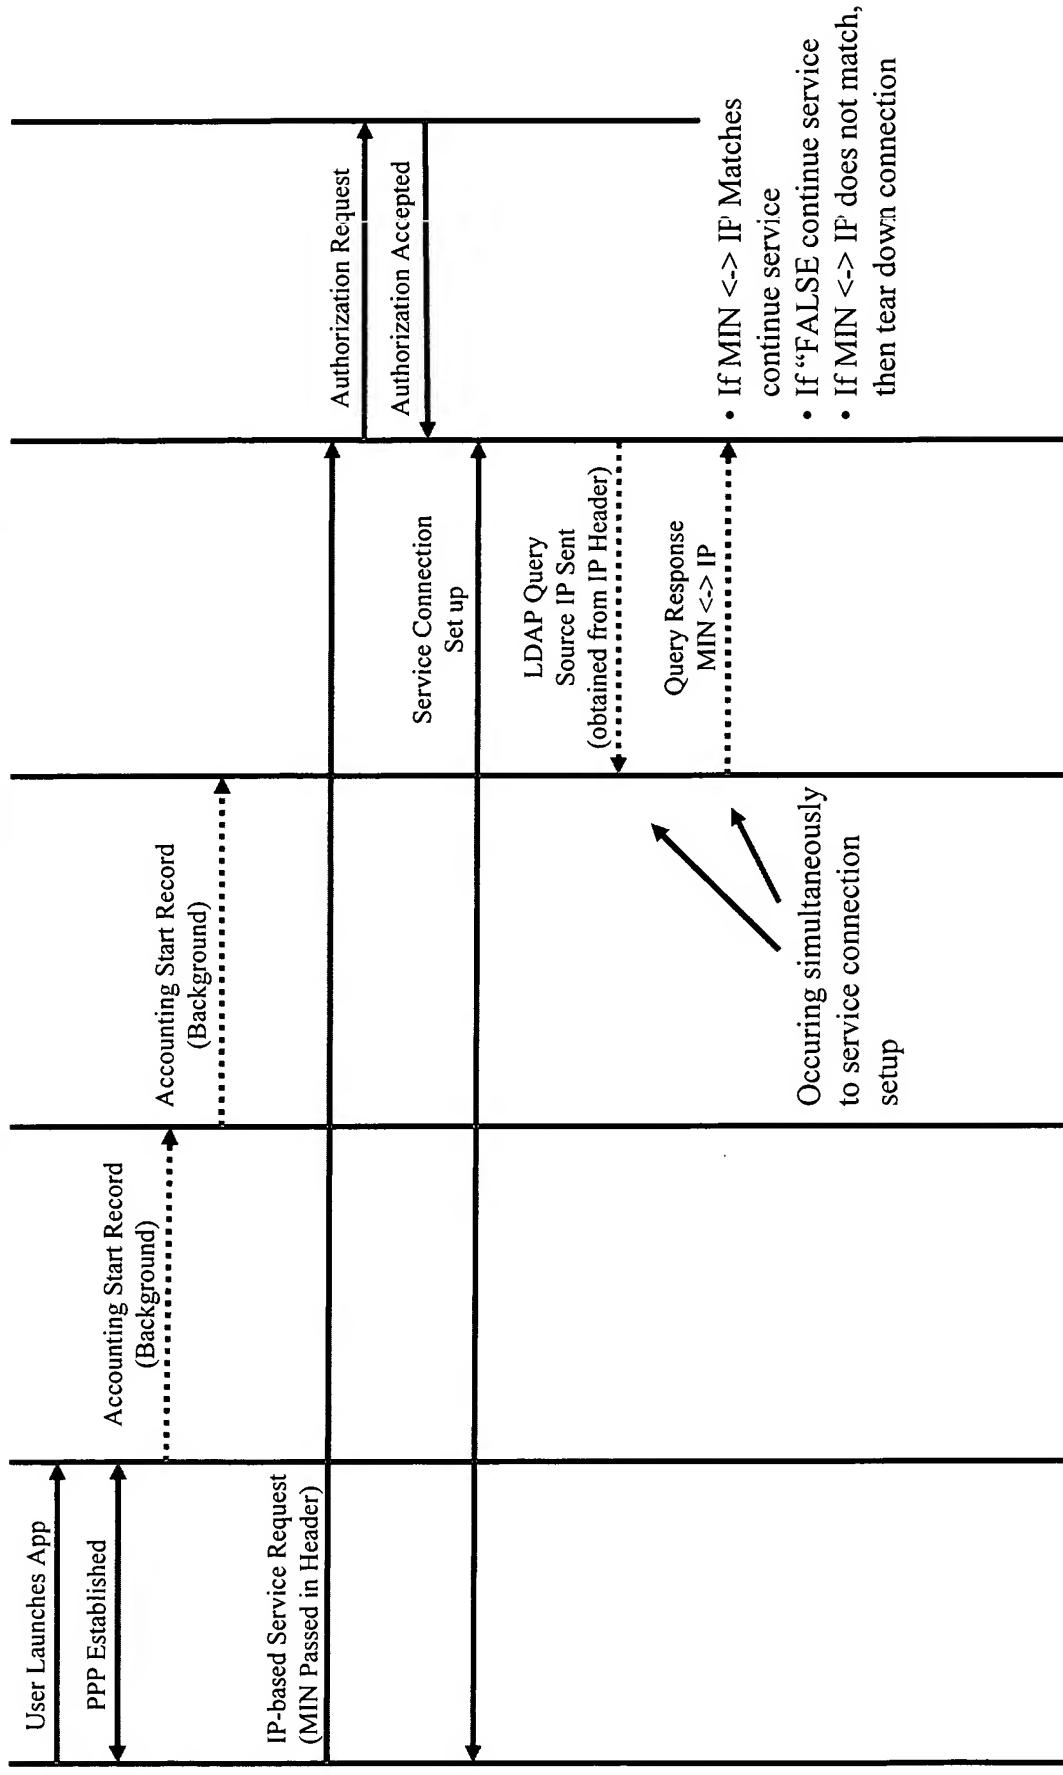 User Launches App
PPP Established
Accounting Start Record
(Background)
Accounting Start Record
(Background)
IP-based Service Request
(MIN Passed in Header)
Authorization Request
Authorization Accepted
Service Connection
Set up
LDAP Query
Source IP Sent
(obtained from IP Header)
Query Response
MIN <-> IP
Occuring simultaneously
to service connection
setup
• If MIN <-> IP Matches
continue service
• If “FALSE continue service
• If MIN <-> IP does not match,
then tear down connection